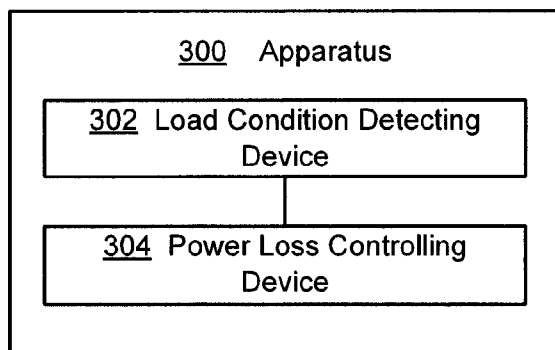 300 Apparatus
302 Load Condition Detecting
Device
304 Power Loss Controlling
Device